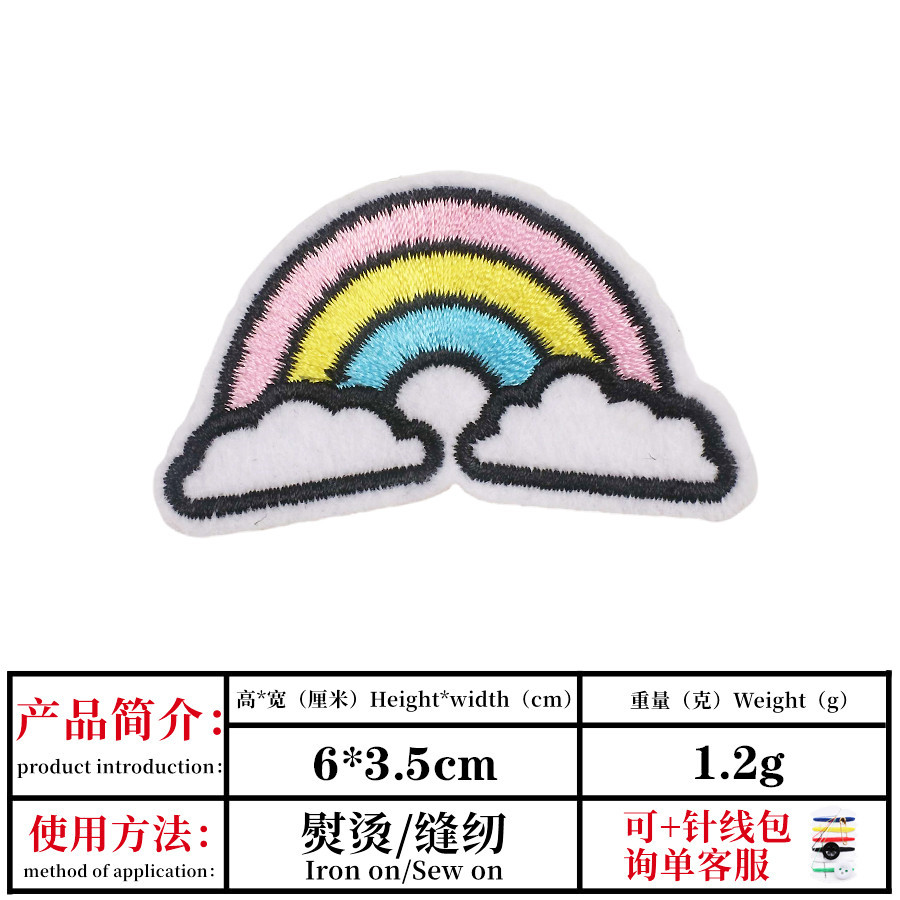 产品简介：
product introduction：
高*宽（厘米）Height*width（cm）
重量（克）Weight（g）
6*3.5cm
1.2g
使用方法：
method of application：
熨烫/缝纫
Iron on/Sew on
可+针线包
询单客服